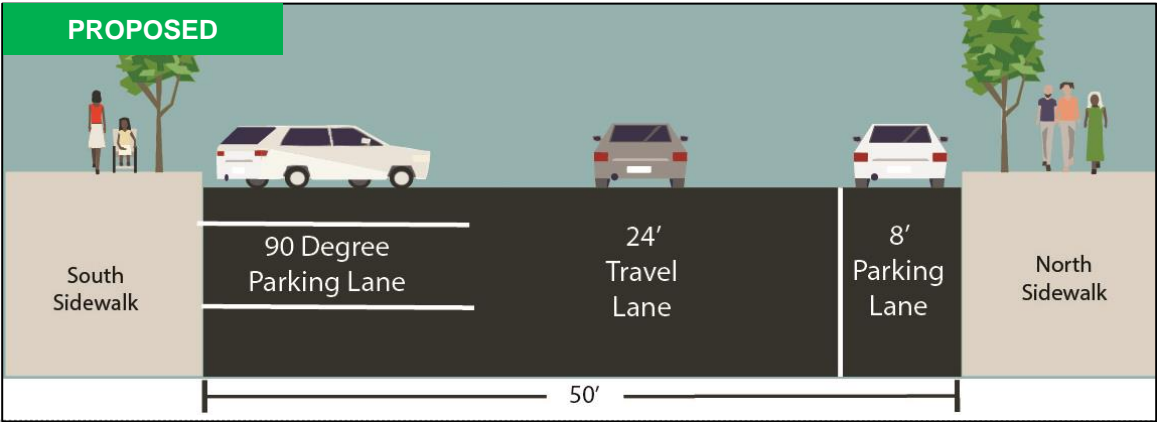 PROPOSED
South
Sidewalk
90 Degree
Parking Lane
24’
Travel
Lane
8’
Parking
Lane
North
Sidewalk
50’